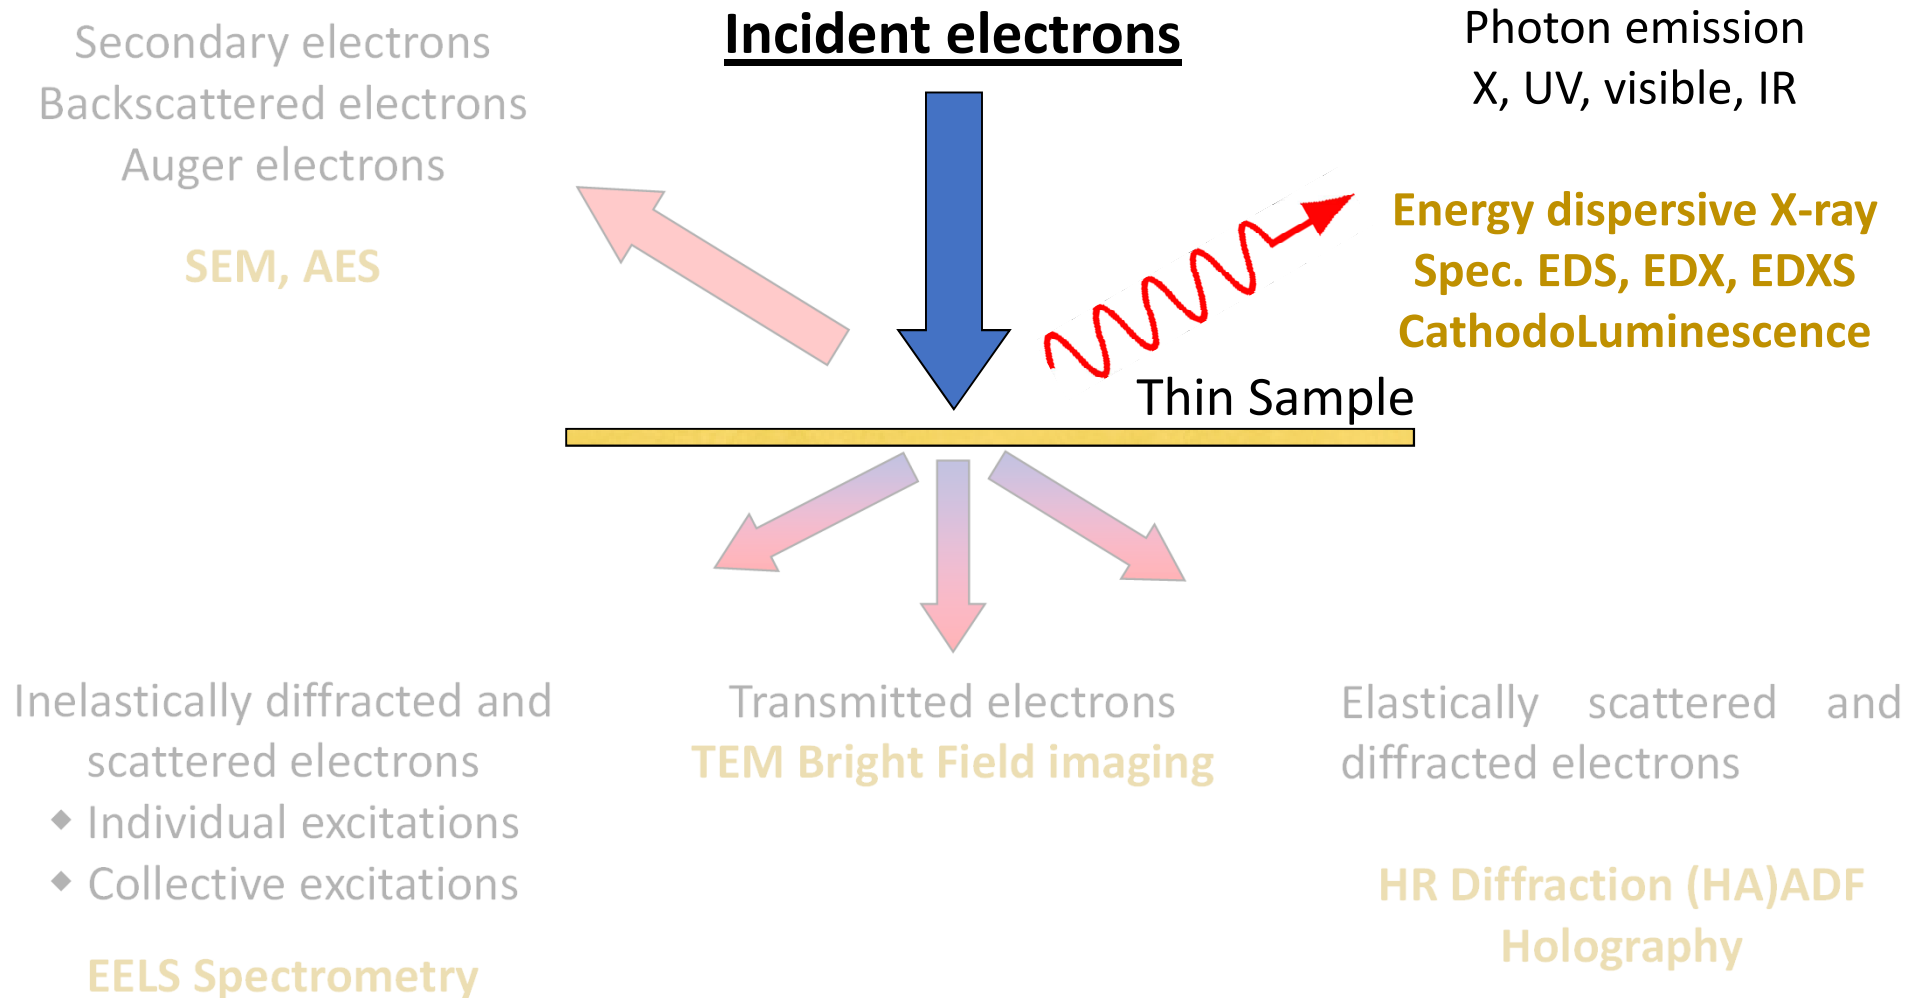 Secondary electrons
Backscattered electrons
Auger electrons
SEM, AES
Incident electrons
Photon emission
X, UV, visible, IR
Energy dispersive X-ray
Spec. EDS, EDX, EDXS
CathodoLuminescence
Thin Sample
Inelastically diffracted and
scattered electrons
◆ Individual excitations
◆ Collective excitations
EELS Spectrometry
Transmitted electrons
TEM Bright Field imaging
Elastically scattered and
diffracted electrons
HR Diffraction (HA)ADF
Holography